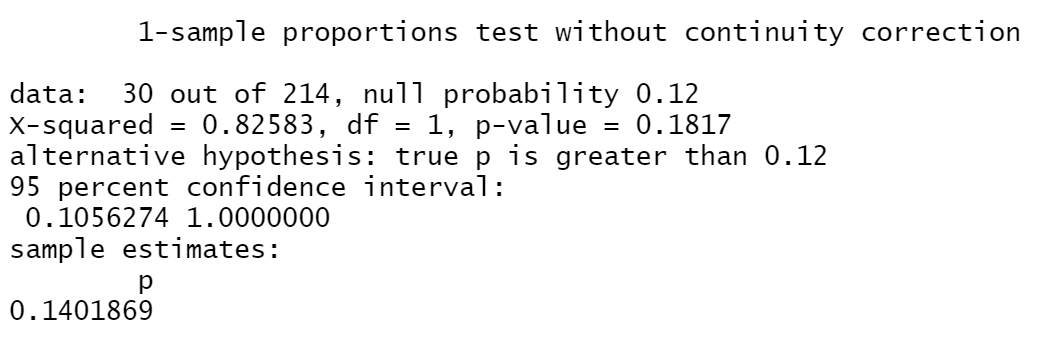 1-sample proportions test without continuity correction
data:  30 out of 214, null probability 0.12
X-squared = 0.82583, df = 1, p-value = 0.1817
alternative hypothesis: true p is greater than 0.12
95 percent confidence interval:
 0.1056274 1.0000000
sample estimates:
        p
0.1401869